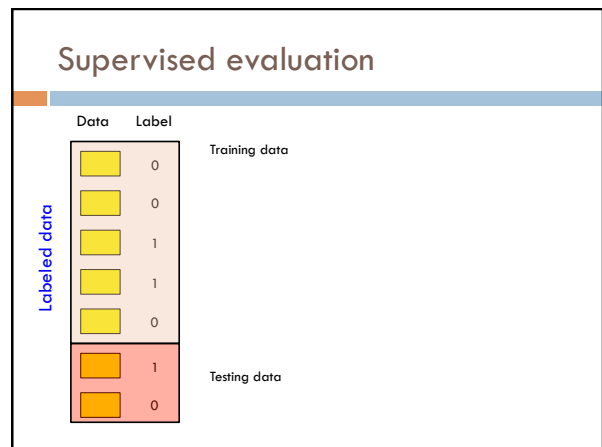 Supervised evaluation
Data Label
Labeled data
Training data
0
0
1
1
0
1
Testing data
0